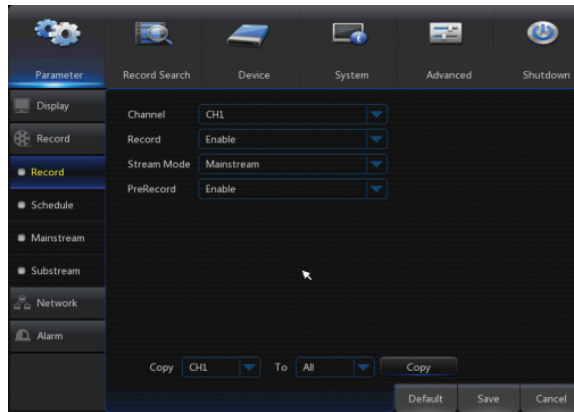 Parameter Record Search Device System Advanced Shutdown
Display
Record
Record
Schedule
Mainstream
Substream
Network
Alarm
Channel CH1
Record Enable
Stream Mode Mainstream
PreRecord Enable
Copy CH1 To All Copy
Default Save Cancel